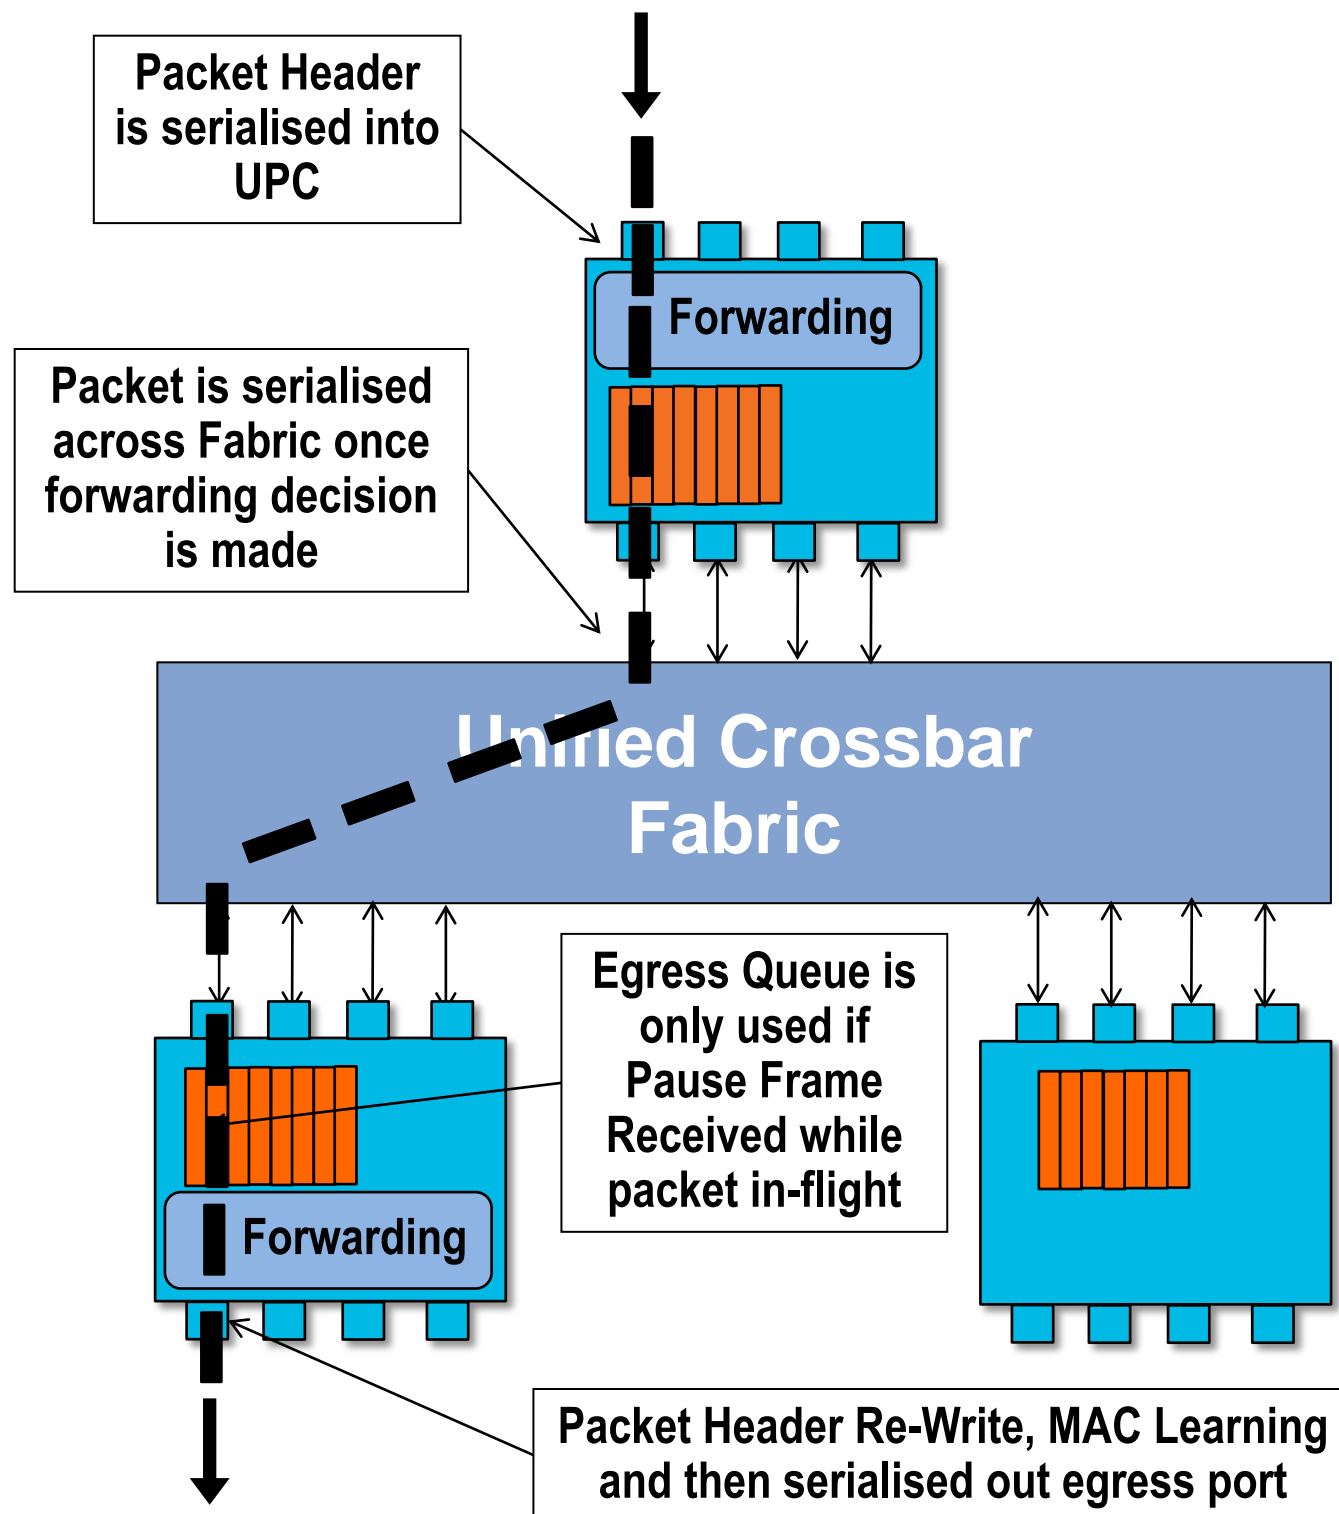 Packet Header
is serialised into
UPC
Forwarding
Packet is serialised
across Fabric once
forwarding decision
is made
Unified Crossbar
Fabric
Egress Queue is
only used if
Pause Frame
Received while
packet in-flight
Forwarding
Packet Header Re-Write, MAC Learning
and then serialised out egress port